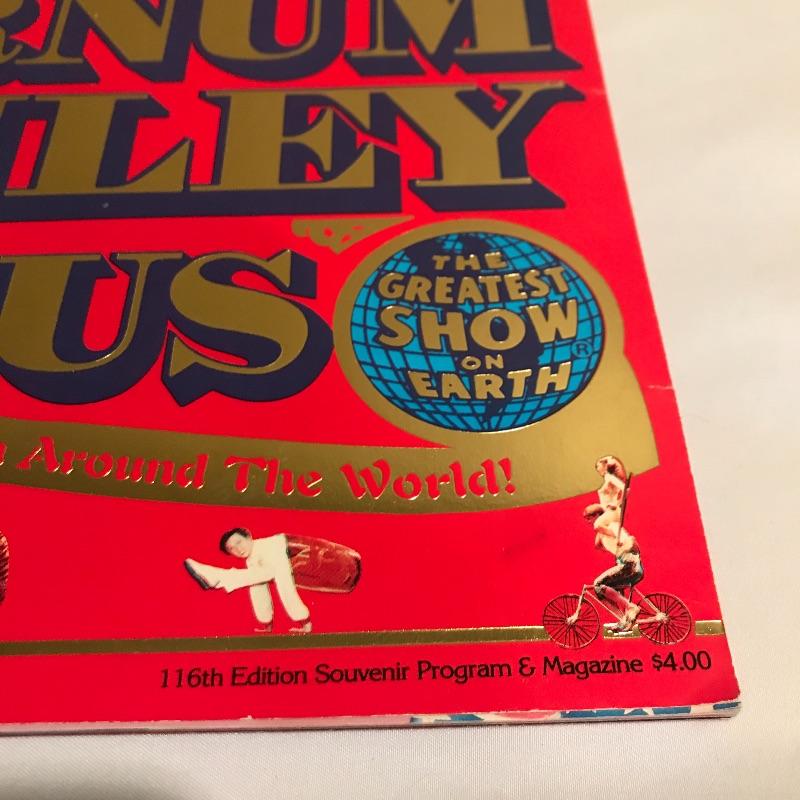 RNUM
ILEY
US
THE
GREATEST
SHOW
ON
EARTH ®
Around The World!
116th Edition Souvenir Program & Magazine $4.00